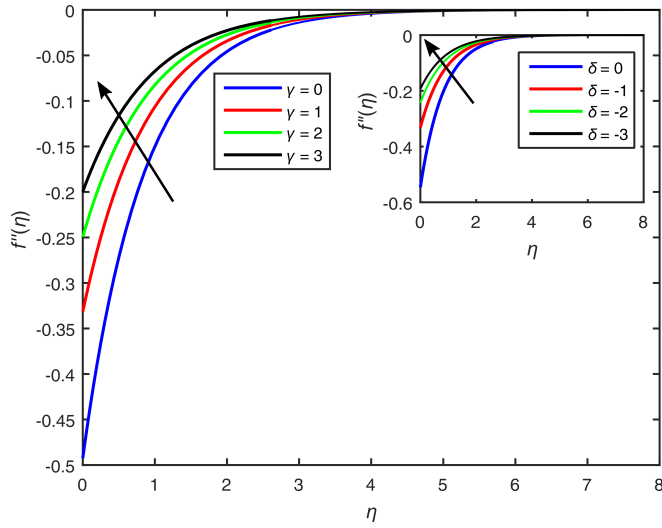 0
-0.05
-0.1
-0.15
-0.2
-0.25
-0.3
-0.35
-0.4
-0.45
-0.5
f''(η)
0 1 2 3 4 5 6 7 8
η
γ = 0
γ = 1
γ = 2
γ = 3
0
-0.2
-0.4
-0.6
f''(η)
0 2 4 6 8
η
δ = 0
δ = -1
δ = -2
δ = -3